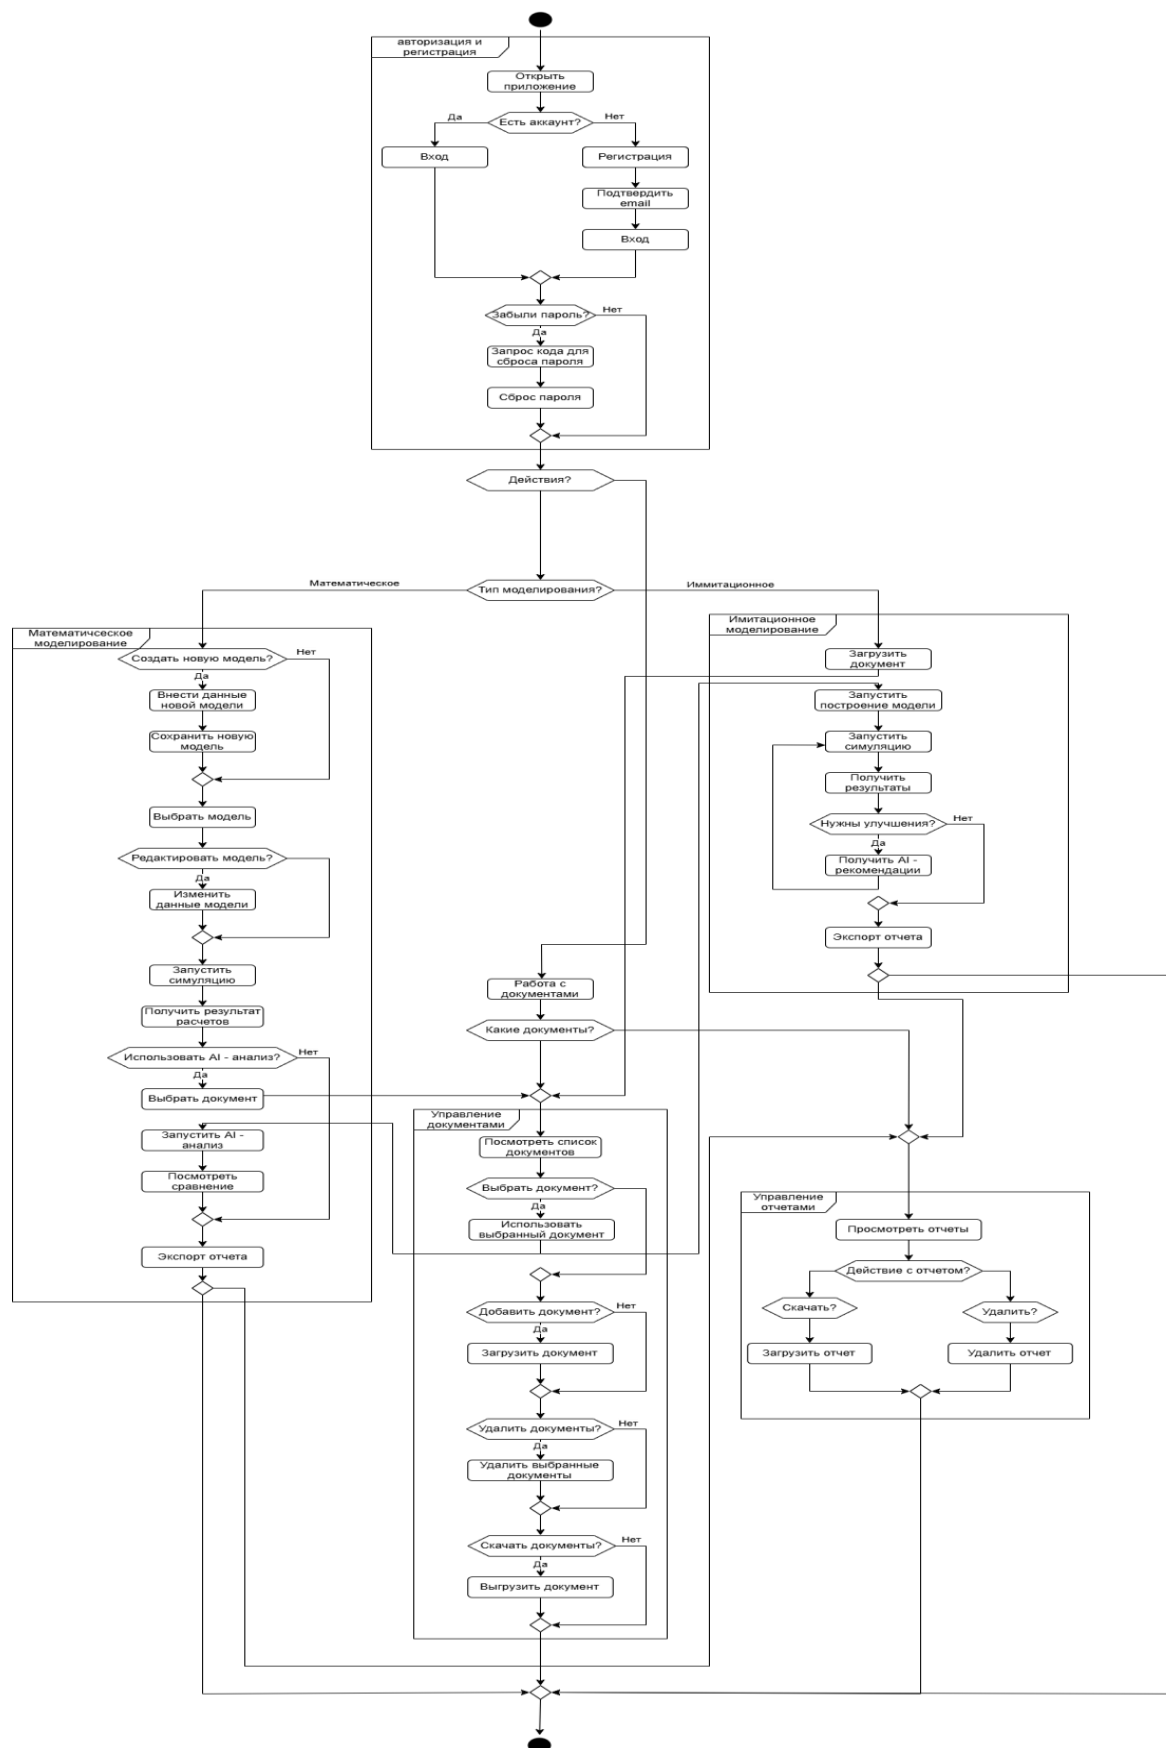 авторизация и
регистрация
Открыть
приложение
Есть аккаунт?
Да
Нет
Вход
Регистрация
Подтвердить
email
Вход
Забыли пароль?
Нет
Да
Запрос кода для
сброса пароля
Сброс пароля
Действия?
Тип моделирования?
Математическое
Иммитационное
Математичсеское
моделирование
Создать новую модель?
Нет
Да
Внести данные
новой модели
Сохранить новую
модель
Выбрать модель
Редактировать модель?
Да
Изменить
данные модели
Запустить
симуляцию
Получить результат
расчетов
Использовать AI - анализ?
Нет
Да
Выбрать документ
Запустить AI -
анализ
Посмотреть
сравнение
Экспорт отчета
Имитационное
моделирование
Загрузить
документ
Запустить
построение модели
Запустить
симуляцию
Получить
результаты
Нужны улучшения?
Нет
Да
Получить AI -
рекомендации
Экспорт отчета
Работа с
документами
Какие документы?
Управление
документами
Посмотреть список
документов
Выбрать документ?
Да
Использовать
выбранный документ
Добавить документ?
Нет
Да
Загрузить документ
Удалить документы?
Нет
Да
Удалить выбранные
документы
Скачать документы?
Нет
Да
Выгрузить документ
Управление
отчетами
Просмотреть отчеты
Действие с отчетом?
Скачать?
Удалить?
Загрузить отчет
Удалить отчет